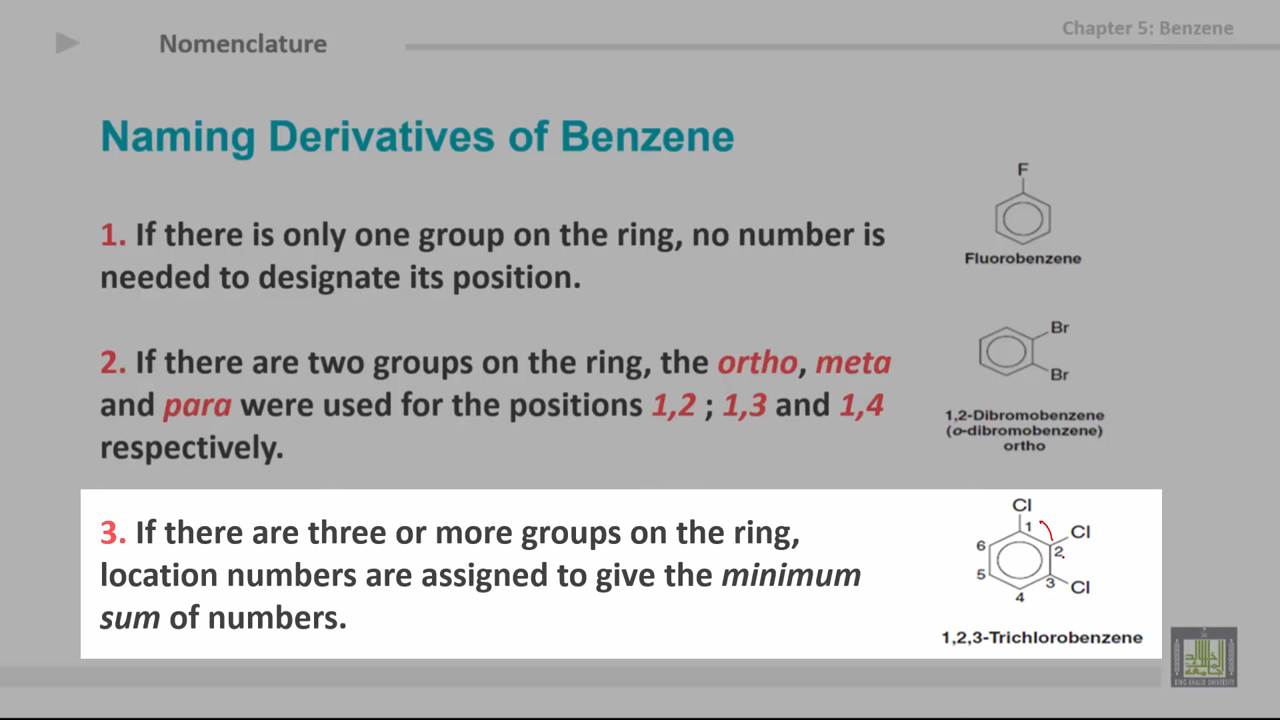 Nomenclature
Chapter 5: Benzene
Naming Derivatives of Benzene
1. If there is only one group on the ring, no number is
needed to designate its position.
F
Fluorobenzene
2. If there are two groups on the ring, the ortho, meta
and para were used for the positions 1,2 ; 1,3 and 1,4
respectively.
Br
Br
1,2-Dibromobenzene
(o-dibromobenzene)
ortho
3. If there are three or more groups on the ring,
location numbers are assigned to give the minimum
sum of numbers.
Cl
1
Cl
6
2
5
3
Cl
4
1,2,3-Trichlorobenzene
KING KHALID UNIVERSITY